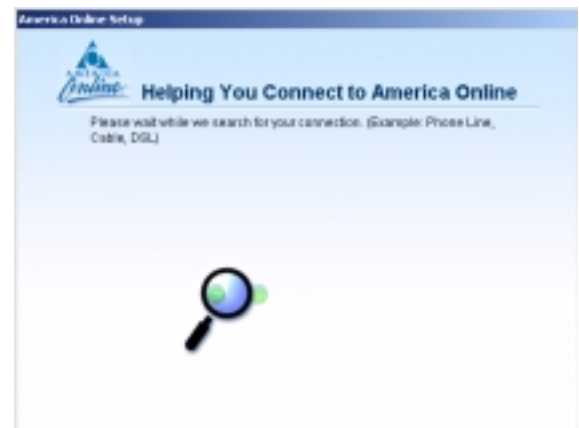 America Online Setup
AMERICA
Online
Helping You Connect to America Online
Please wait while we search for your connection. (Example: Phone Line,
Cable, DSL)